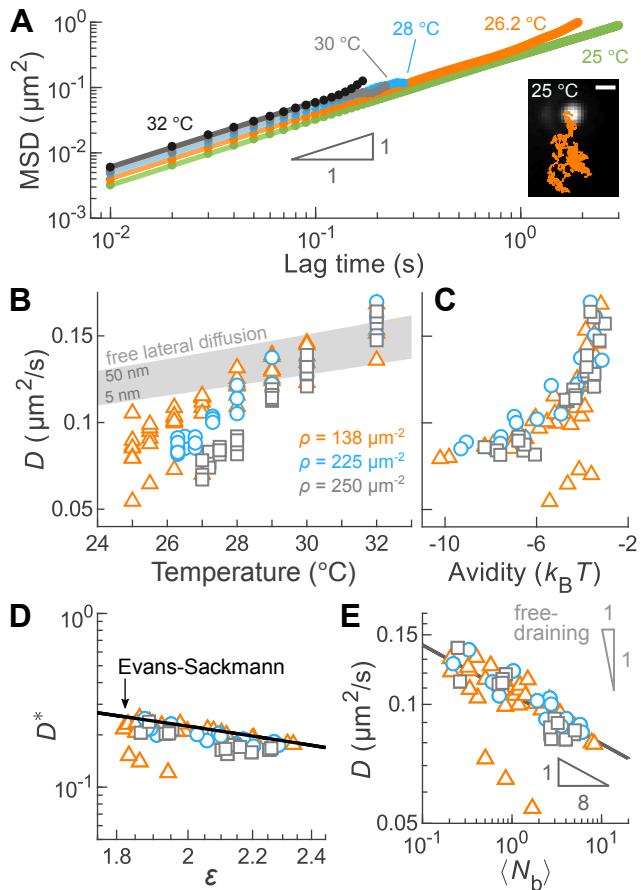 A
MSD (μm²)
10⁰
10⁻¹
10⁻²
10⁻³
30 °C
28 °C
26.2 °C
25 °C
32 °C
1
1
25 °C
10⁻²
10⁻¹
10⁰
Lag time (s)
B
D (μm²/s)
0.15
0.1
0.05
free lateral diffusion
50 nm
5 nm
ρ = 138 μm⁻²
ρ = 225 μm⁻²
ρ = 250 μm⁻²
24 26 28 30 32
Temperature (°C)
C
-10 -6 -2
Avidity (k_BT)
D
D*
10⁰
10⁻¹
Evans-Sackmann
1.8 2 2.2 2.4
ε
E
D (μm²/s)
0.15
0.1
0.05
free-
draining
1
1
1
8
10⁻¹
10⁰
10¹
⟨N_b⟩